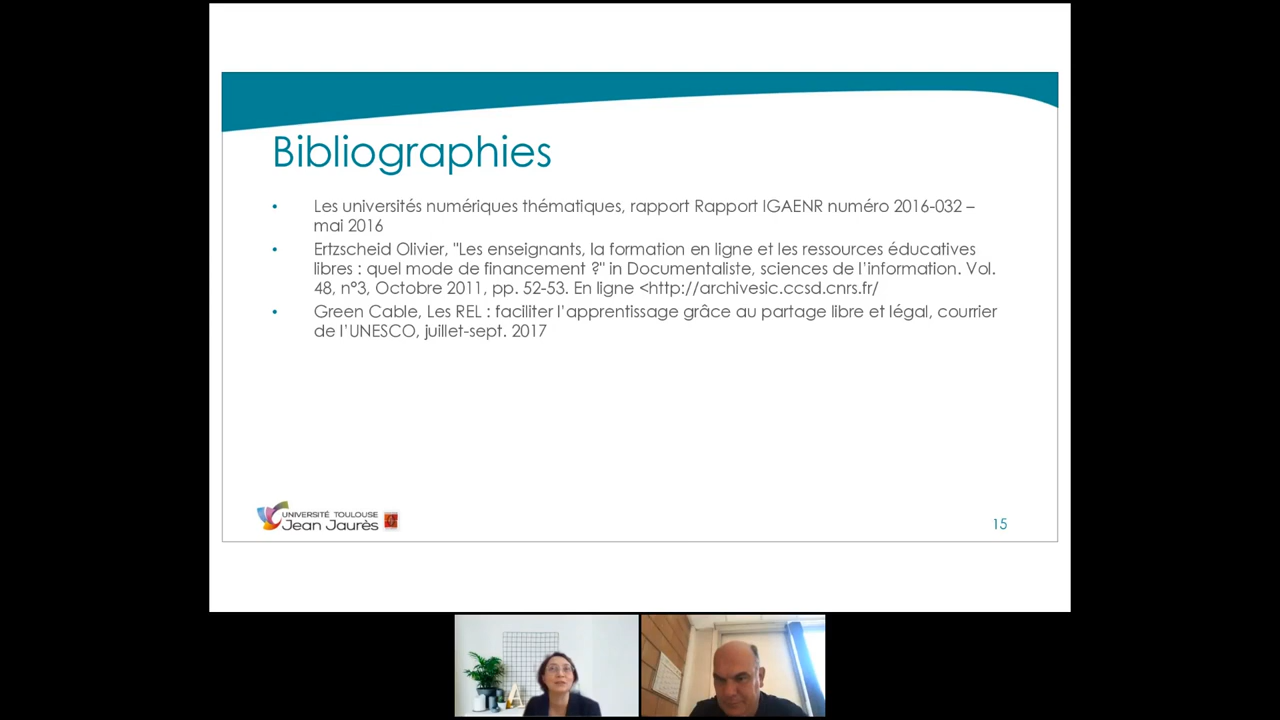 Bibliographies
• Les universités numériques thématiques, rapport Rapport IGAENR numéro 2016-032 –
mai 2016
• Ertzscheid Olivier, "Les enseignants, la formation en ligne et les ressources éducatives
libres : quel mode de financement ?" in Documentaliste, sciences de l'information. Vol.
48, n°3, Octobre 2011, pp. 52-53. En ligne <http://archivesic.ccsd.cnrs.fr/
• Green Cable, Les REL : faciliter l'apprentissage grâce au partage libre et légal, courrier
de l'UNESCO, juillet-sept. 2017
UNIVERSITÉ TOULOUSE
Jean Jaurès
15
A